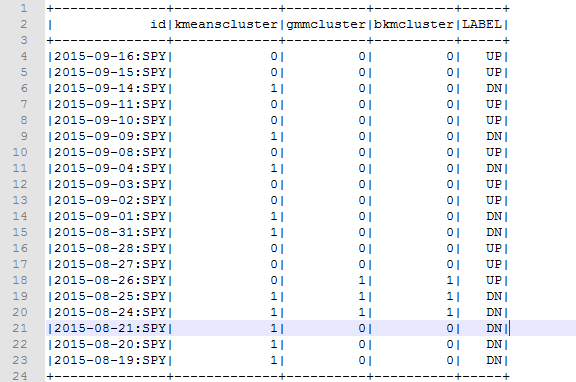 1 +--------------+-------------+----------+----------+-----+
2 |            id|kmeanscluster|gmmcluster|bkmcluster|LABEL|
3 +--------------+-------------+----------+----------+-----+
4 |2015-09-16:SPY|            0|         0|         0|   UP|
5 |2015-09-15:SPY|            0|         0|         0|   UP|
6 |2015-09-14:SPY|            1|         0|         0|   DN|
7 |2015-09-11:SPY|            0|         0|         0|   UP|
8 |2015-09-10:SPY|            0|         0|         0|   UP|
9 |2015-09-09:SPY|            1|         0|         0|   DN|
10 |2015-09-08:SPY|            0|         0|         0|   UP|
11 |2015-09-04:SPY|            1|         0|         0|   DN|
12 |2015-09-03:SPY|            0|         0|         0|   UP|
13 |2015-09-02:SPY|            0|         0|         0|   UP|
14 |2015-09-01:SPY|            1|         0|         0|   DN|
15 |2015-08-31:SPY|            1|         0|         0|   DN|
16 |2015-08-28:SPY|            0|         0|         0|   UP|
17 |2015-08-27:SPY|            0|         0|         0|   UP|
18 |2015-08-26:SPY|            0|         1|         1|   UP|
19 |2015-08-25:SPY|            1|         1|         1|   DN|
20 |2015-08-24:SPY|            1|         1|         1|   DN|
21 |2015-08-21:SPY|            1|         0|         0|   DN|
22 |2015-08-20:SPY|            1|         0|         0|   DN|
23 |2015-08-19:SPY|            1|         0|         0|   DN|
24 +--------------+-------------+----------+----------+-----+